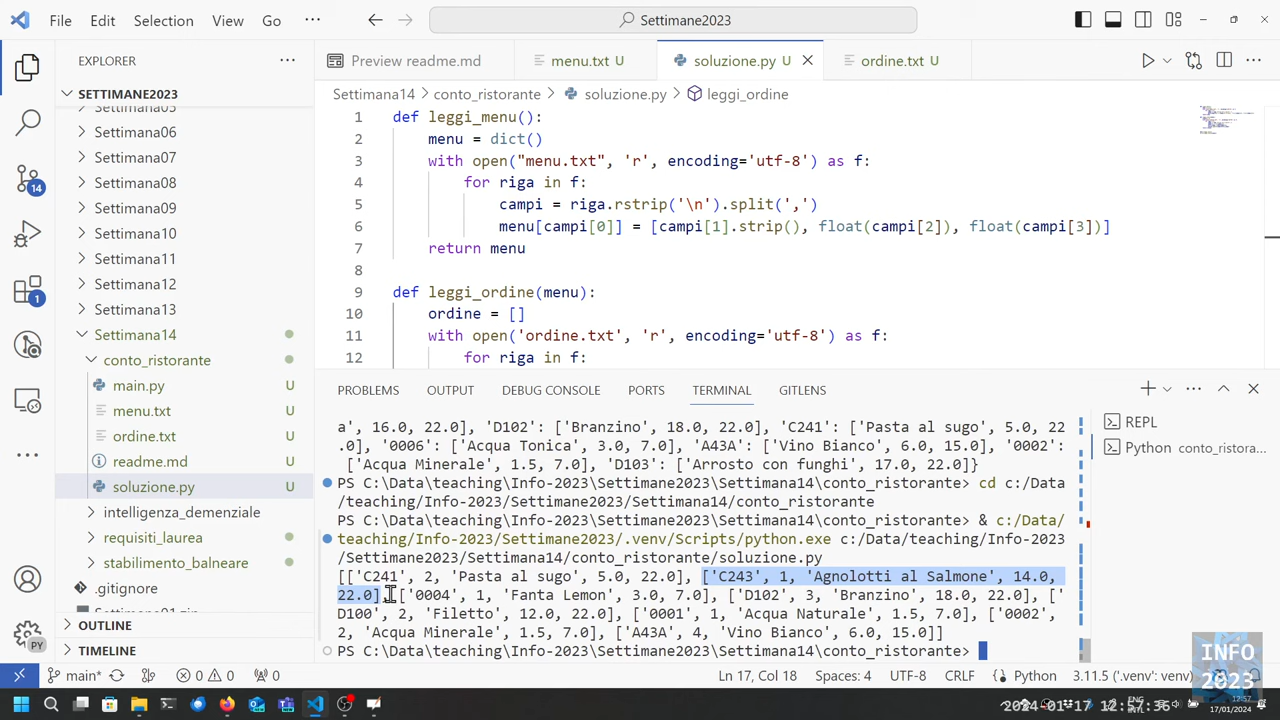 File Edit Selection View Go ··· Settimane2023
EXPLORER ···
Preview readme.md menu.txt U soluzione.py U ordine.txt U ···
SETTIMANE2023
Settimana06
Settimana07
Settimana08
Settimana09
Settimana10
Settimana11
Settimana12
Settimana13
Settimana14
conto_ristorante
main.py U
menu.txt U
ordine.txt U
readme.md U
soluzione.py U
intelligenza_demenziale
requisiti_laurea
stabilimento_balneare
.gitignore
OUTLINE
TIMELINE
14
1
PY
Settimana14 > conto_ristorante > soluzione.py > leggi_ordine
1 def leggi_menu():
2 menu = dict()
3 with open("menu.txt", 'r', encoding='utf-8') as f:
4 for riga in f:
5 campi = riga.rstrip('\n').split(',')
6 menu[campi[0]] = [campi[1].strip(), float(campi[2]), float(campi[3])]
7 return menu
8
9 def leggi_ordine(menu):
10 ordine = []
11 with open('ordine.txt', 'r', encoding='utf-8') as f:
12 for riga in f:
PROBLEMS OUTPUT DEBUG CONSOLE PORTS TERMINAL GITLENS
a', 16.0, 22.0], 'D102': ['Branzino', 18.0, 22.0], 'C241': ['Pasta al sugo', 5.0, 22
.0], '0006': ['Acqua Tonica', 3.0, 7.0], 'A43A': ['Vino Bianco', 6.0, 15.0], '0002':
['Acqua Minerale', 1.5, 7.0], 'D103': ['Arrosto con funghi', 17.0, 22.0]}
PS C:\Data\teaching\Info-2023\Settimane2023\Settimana14\conto_ristorante> cd c:/Data
/teaching/Info-2023/Settimane2023/Settimana14/conto_ristorante
PS C:\Data\teaching\Info-2023\Settimane2023\Settimana14\conto_ristorante> & c:/Data/
teaching/Info-2023/Settimane2023/.venv/Scripts/python.exe c:/Data/teaching/Info-2023
/Settimane2023/Settimana14/conto_ristorante/soluzione.py
[['C241', 2, 'Pasta al sugo', 5.0, 22.0], ['C243', 1, 'Agnolotti al Salmone', 14.0,
22.0], ['0004', 1, 'Fanta Lemon', 3.0, 7.0], ['D102', 3, 'Branzino', 18.0, 22.0], ['
D100', 2, 'Filetto', 12.0, 22.0], ['0001', 1, 'Acqua Naturale', 1.5, 7.0], ['0002',
2, 'Acqua Minerale', 1.5, 7.0], ['A43A', 4, 'Vino Bianco', 6.0, 15.0]]
PS C:\Data\teaching\Info-2023\Settimane2023\Settimana14\conto_ristorante>
REPL
Python conto_ristora...
main* 0 0 0 Ln 17, Col 18 Spaces: 4 UTF-8 CRLF Python 3.11.5 ('.venv': venv)
INFO
2023
2024-01-17 12:57:36
ENG
12:57
17/01/2024